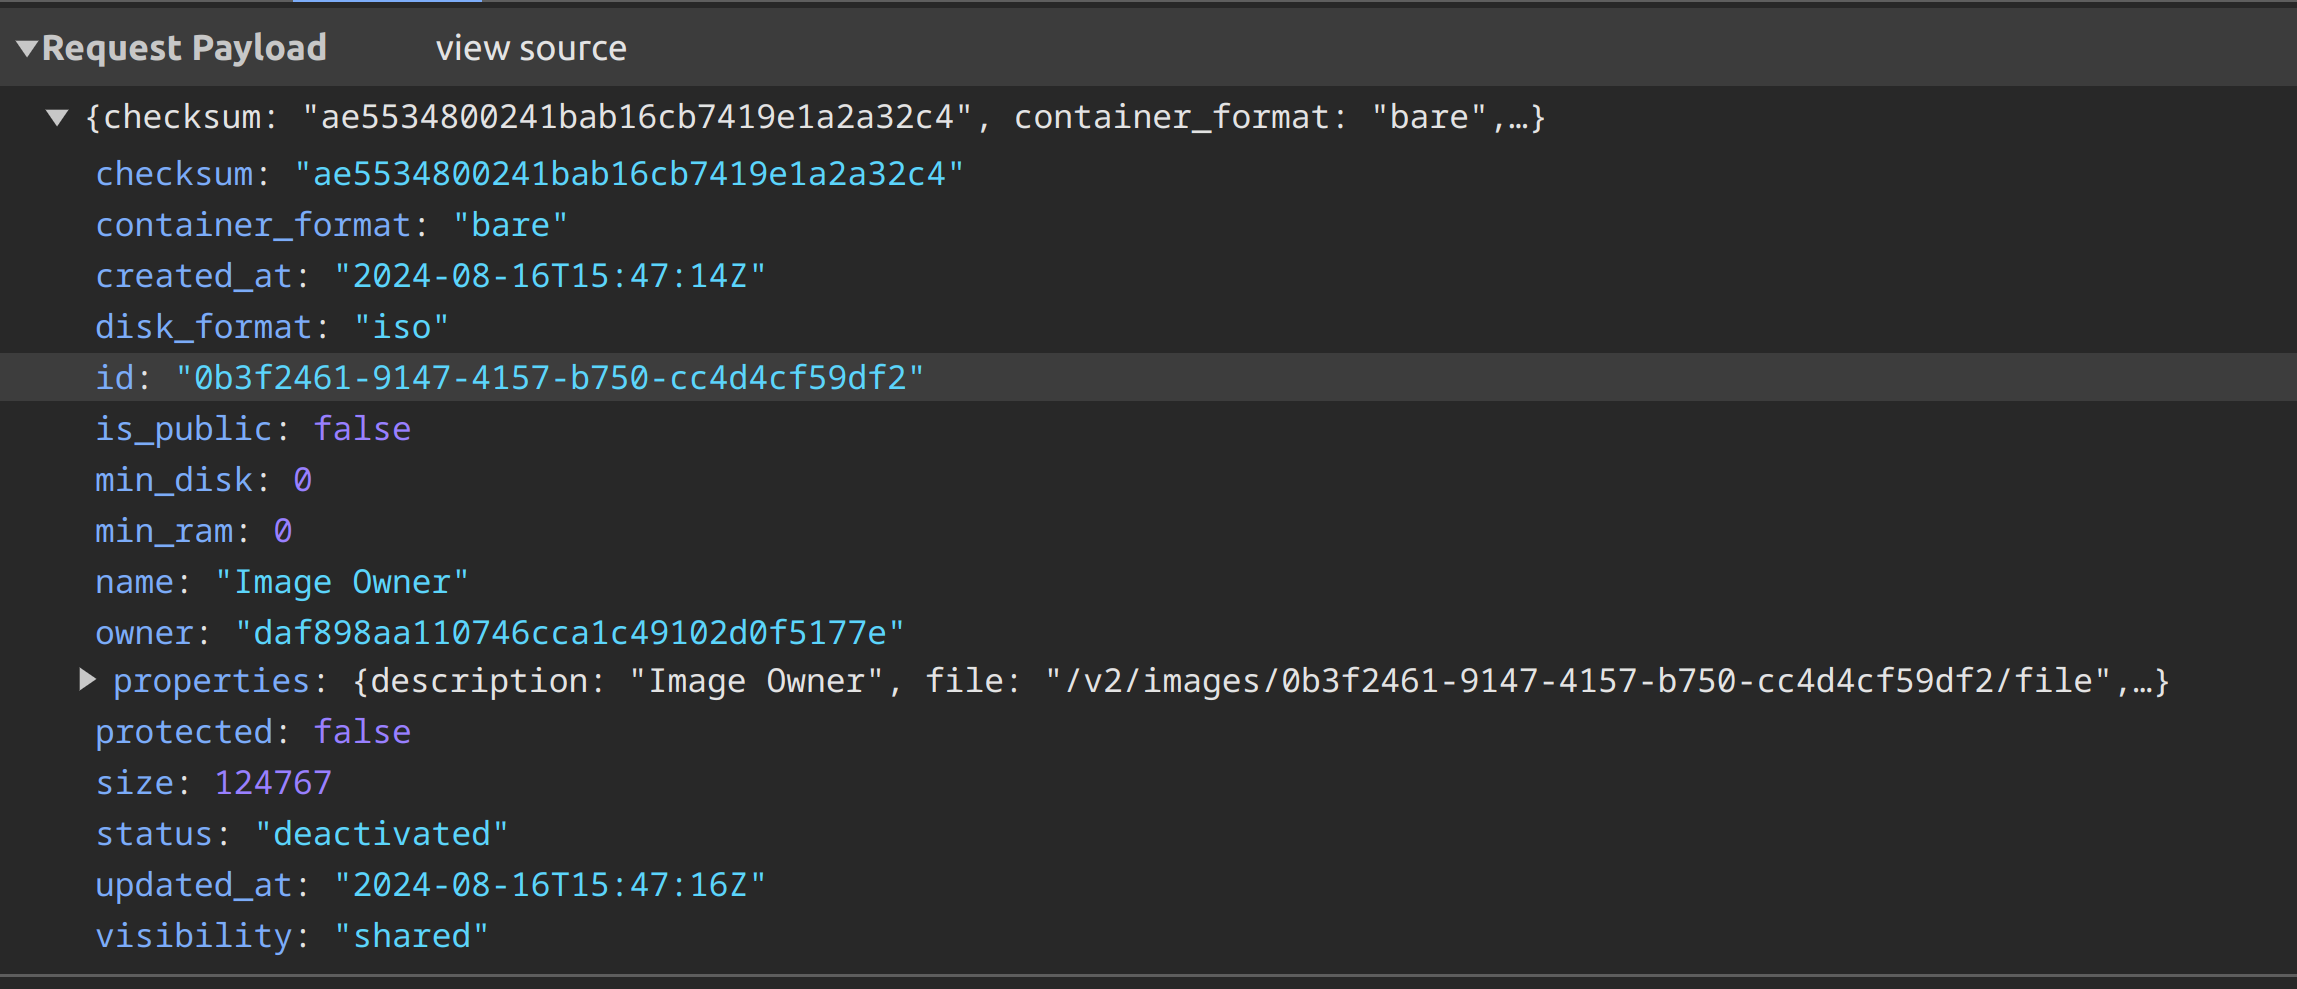 Request Payload view source
{checksum: "ae5534800241bab16cb7419e1a2a32c4", container_format: "bare",…}
checksum: "ae5534800241bab16cb7419e1a2a32c4"
container_format: "bare"
created_at: "2024-08-16T15:47:14Z"
disk_format: "iso"
id: "0b3f2461-9147-4157-b750-cc4d4cf59df2"
is_public: false
min_disk: 0
min_ram: 0
name: "Image Owner"
owner: "daf898aa110746cca1c49102d0f5177e"
properties: {description: "Image Owner", file: "/v2/images/0b3f2461-9147-4157-b750-cc4d4cf59df2/file",…}
protected: false
size: 124767
status: "deactivated"
updated_at: "2024-08-16T15:47:16Z"
visibility: "shared"